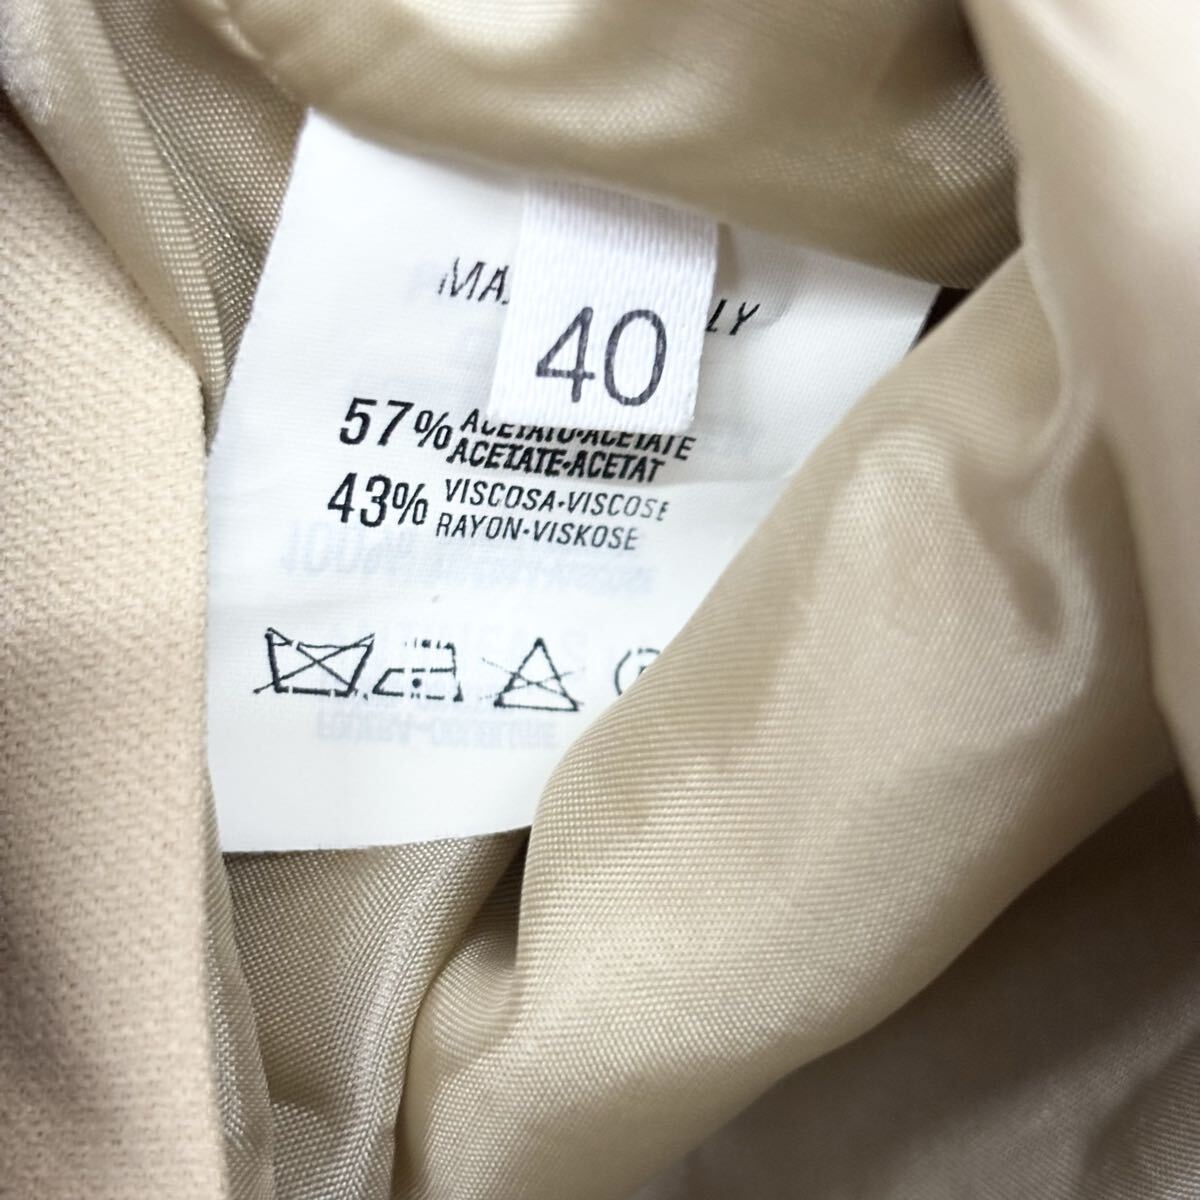 MA LY
40
57% ACETATO·ACETATE
ACETATE·ACETAT
43% VISCOSA·VISCOSE
RAYON·VISKOSE